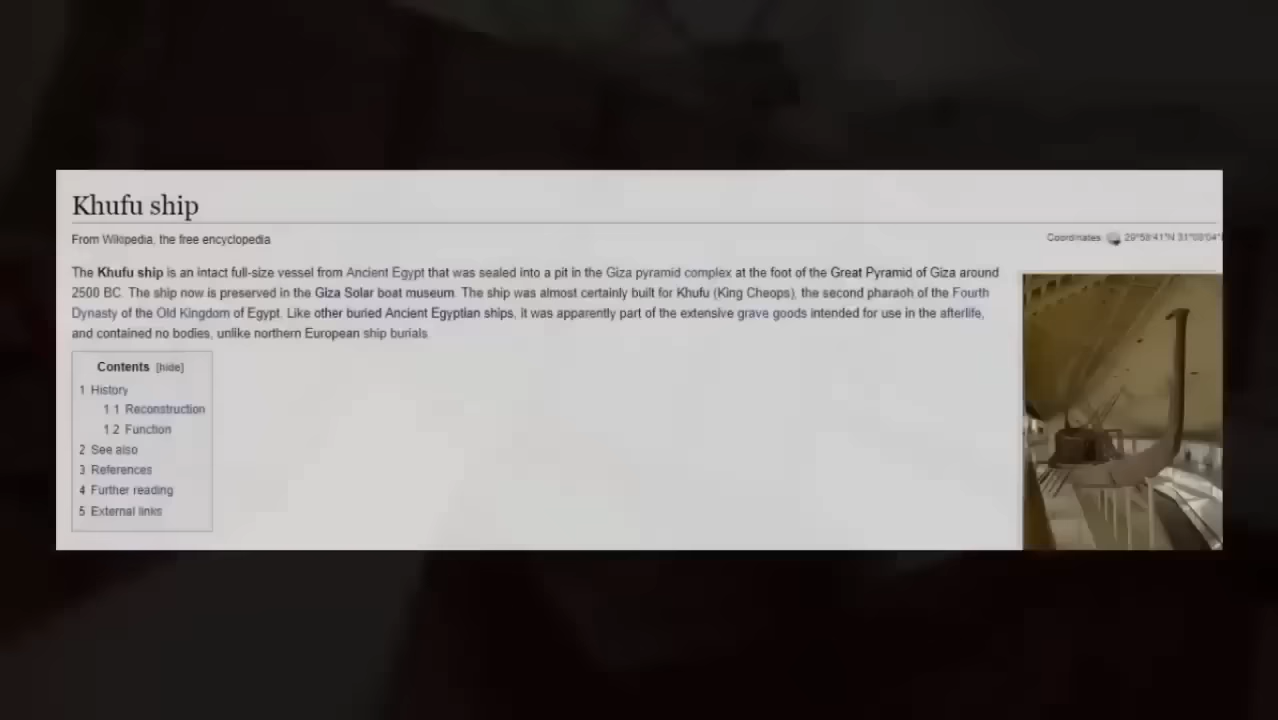 Khufu ship
From Wikipedia, the free encyclopedia
Coordinates: 29°58′41″N 31°08′04″
The Khufu ship is an intact full-size vessel from Ancient Egypt that was sealed into a pit in the Giza pyramid complex at the foot of the Great Pyramid of Giza around
2500 BC. The ship now is preserved in the Giza Solar boat museum. The ship was almost certainly built for Khufu (King Cheops), the second pharaoh of the Fourth
Dynasty of the Old Kingdom of Egypt. Like other buried Ancient Egyptian ships, it was apparently part of the extensive grave goods intended for use in the afterlife,
and contained no bodies, unlike northern European ship burials.
Contents [hide]
1 History
1.1 Reconstruction
1.2 Function
2 See also
3 References
4 Further reading
5 External links